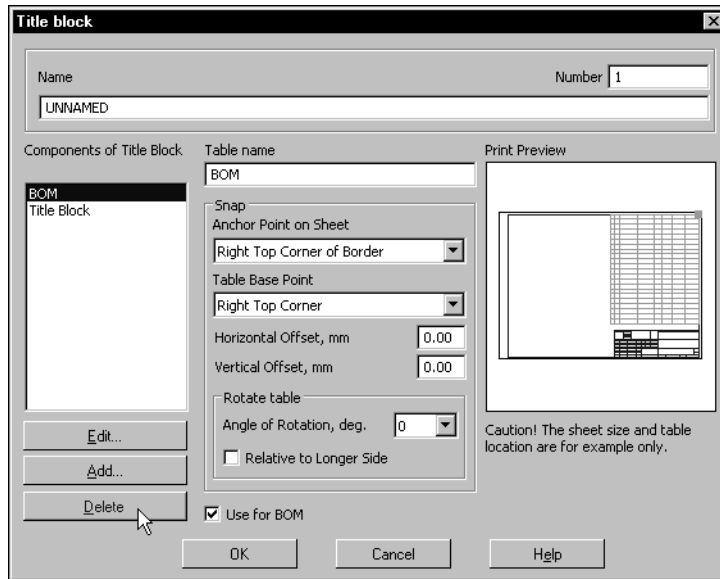 Title block
Name
Number 1
UNNAMED
Components of Title Block
BOM
Title Block
Edit...
Add...
Delete
Table name
BOM
Snap
Anchor Point on Sheet
Right Top Corner of Border
Table Base Point
Right Top Corner
Horizontal Offset, mm 0.00
Vertical Offset, mm 0.00
Rotate table
Angle of Rotation, deg. 0
Relative to Longer Side
Use for BOM
Print Preview
Caution! The sheet size and table
location are for example only.
OK Cancel Help